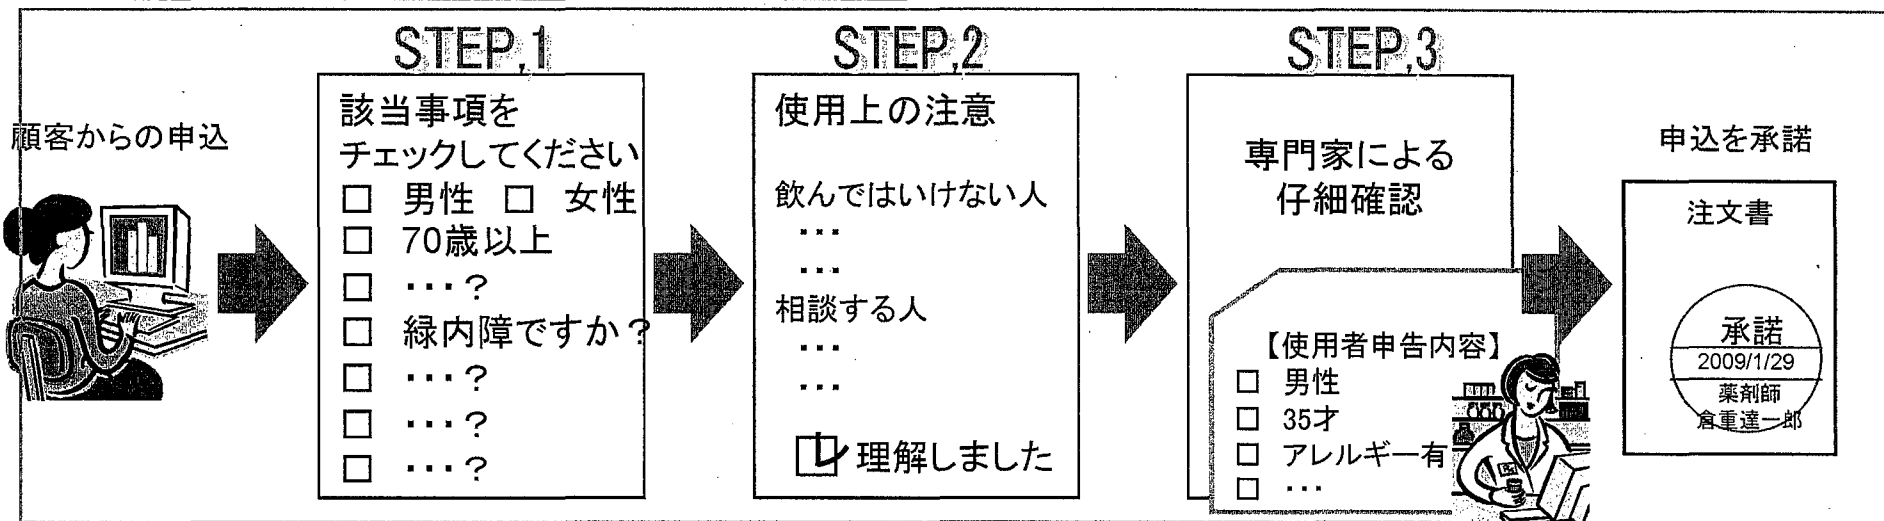 顧客からの申込
STEP,1
該当事項を
チェックしてください
□ 男性 □ 女性
□ 70歳以上
□ ・・・?
□ 緑内障ですか?
□ ・・・?
□ ・・・?
□ ・・・?
STEP,2
使用上の注意
飲んではいけない人
・・・
・・・
相談する人
・・・
・・・
理解しました
STEP,3
専門家による
仔細確認
【使用者申告内容】
□ 男性
□ 35才
□ アレルギー有
□ ・・・
申込を承諾
注文書
承諾
2009/1/29
薬剤師
倉重達一郎